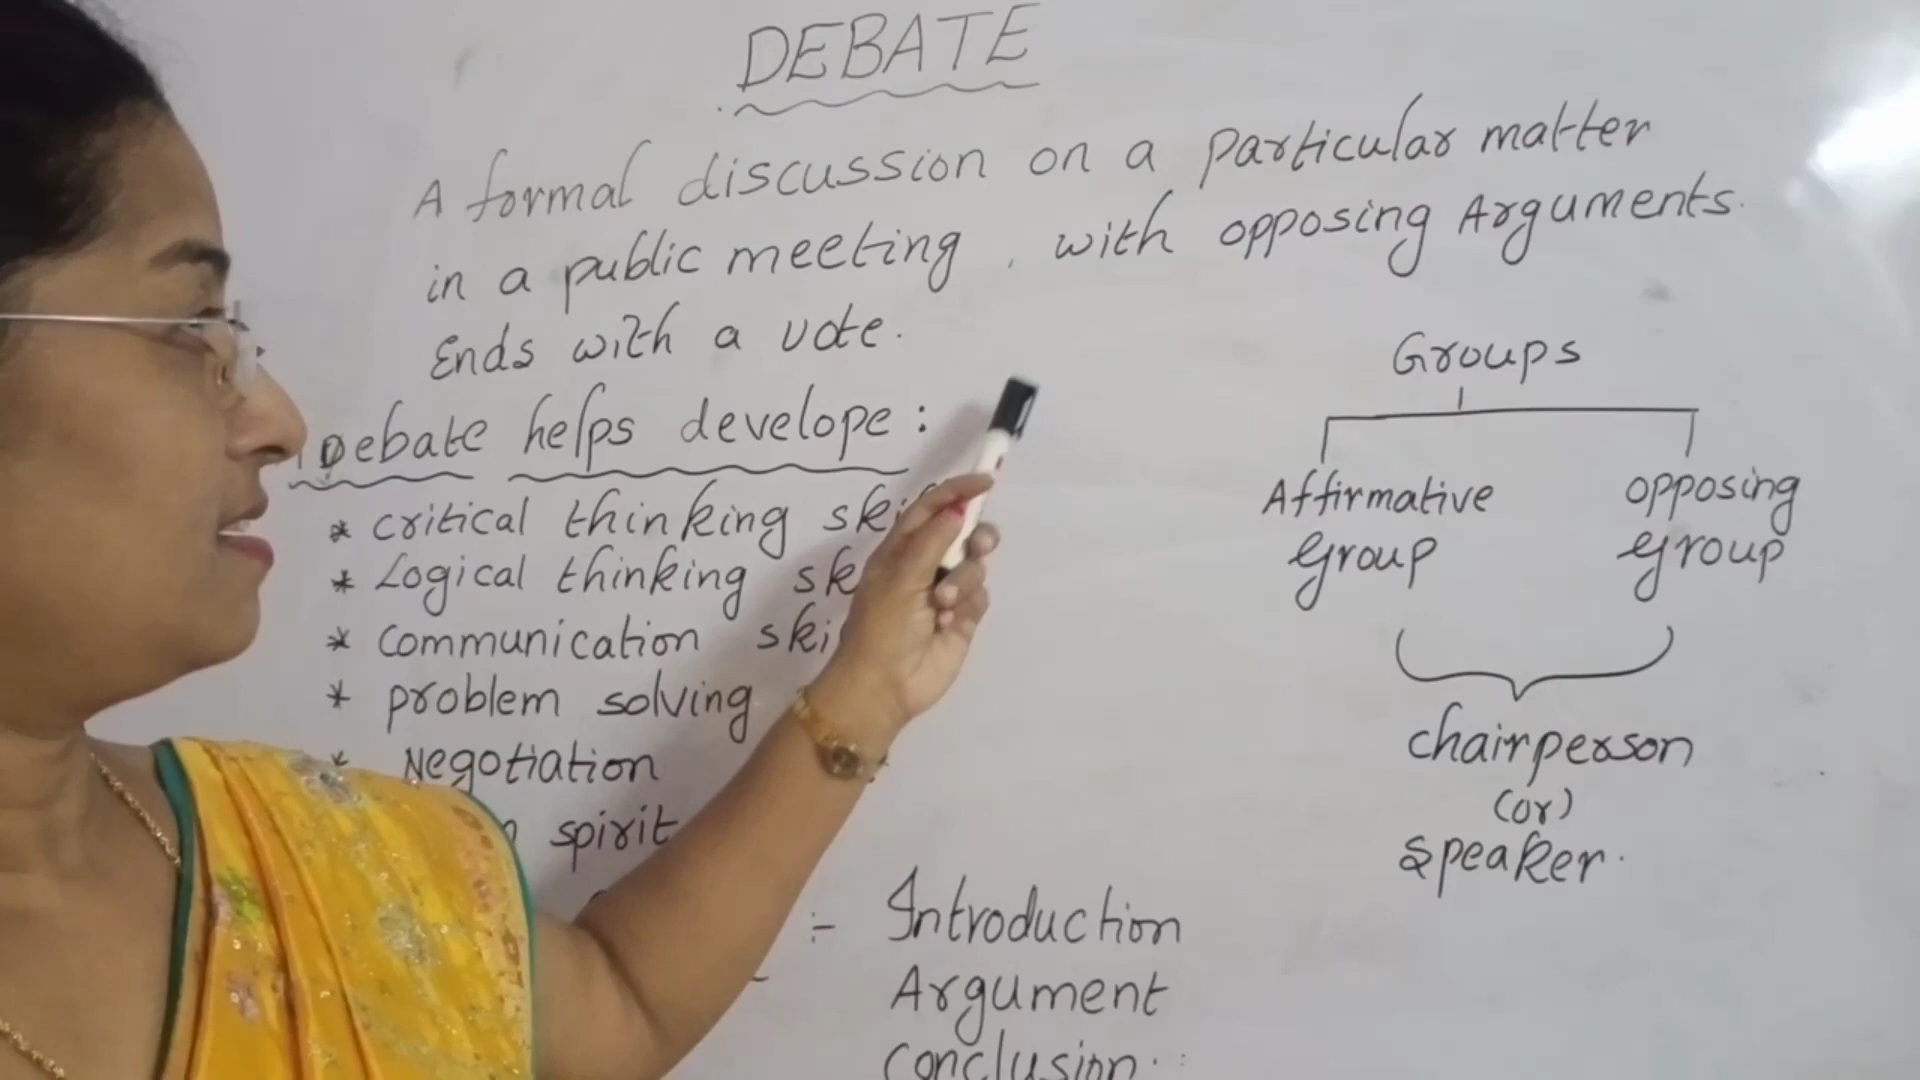 DEBATE
A formal discussion on a particular matter
in a public meeting, with opposing Arguments.
Ends with a vote.
Debate helps develope:
* critical thinking
* Logical thinking
* communication
* problem solving
* Negotiation
spirit
:- Introduction
Argument
Conclusion.
Groups
Affirmative group
opposing group
chairperson
(or)
speaker.